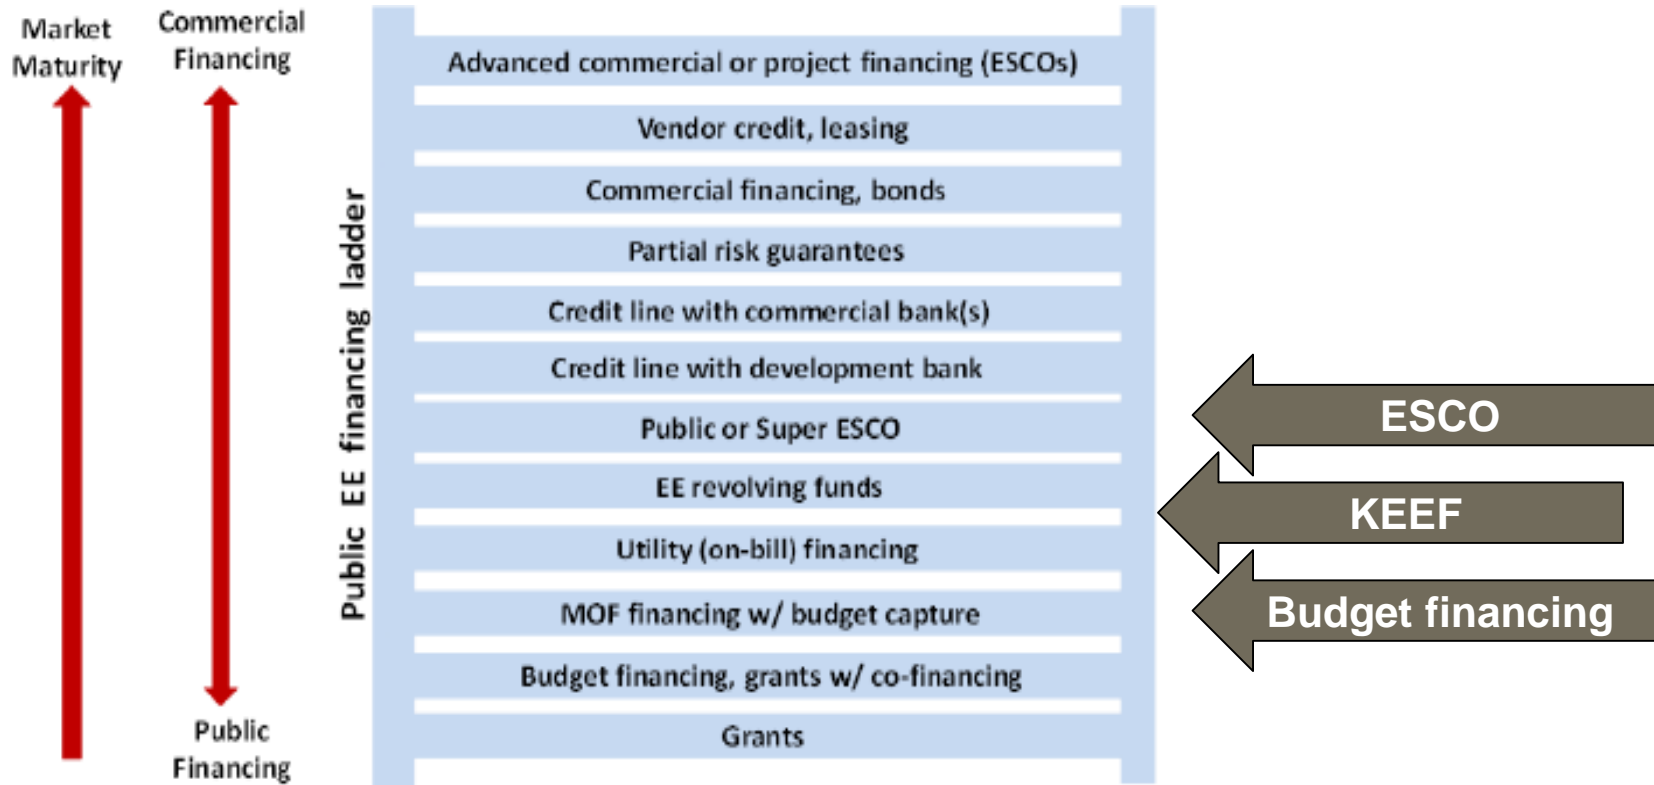 Market
Maturity
Commercial
Financing
Public
Financing
Public EE financing ladder
Advanced commercial or project financing (ESCOs)
Vendor credit, leasing
Commercial financing, bonds
Partial risk guarantees
Credit line with commercial bank(s)
Credit line with development bank
Public or Super ESCO
EE revolving funds
Utility (on-bill) financing
MOF financing w/ budget capture
Budget financing, grants w/ co-financing
Grants
ESCO
KEEF
Budget financing